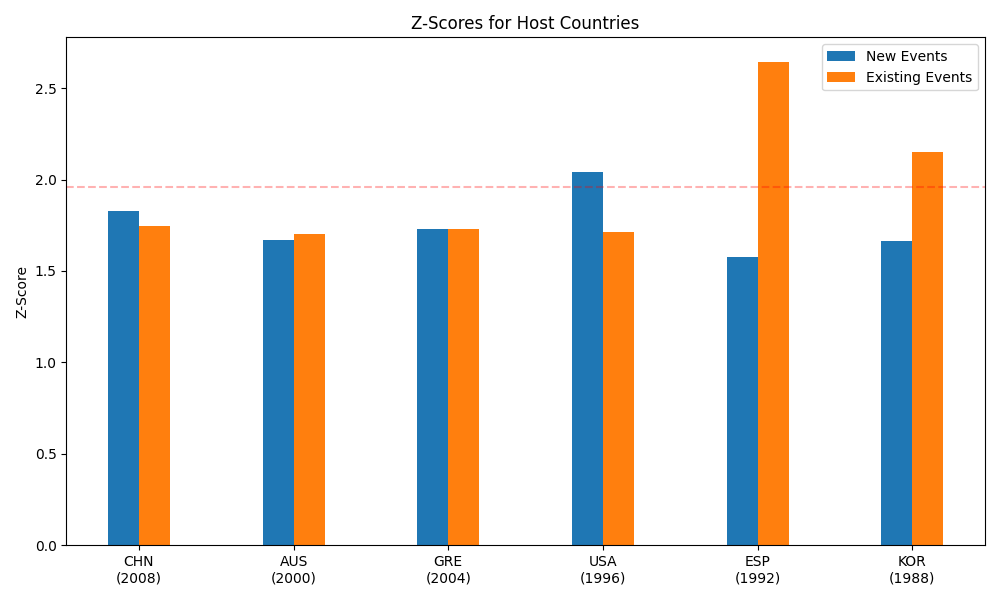 Z-Scores for Host Countries
New Events
Existing Events
Z-Score
2.5
2.0
1.5
1.0
0.5
0.0
CHN
(2008)
AUS
(2000)
GRE
(2004)
USA
(1996)
ESP
(1992)
KOR
(1988)